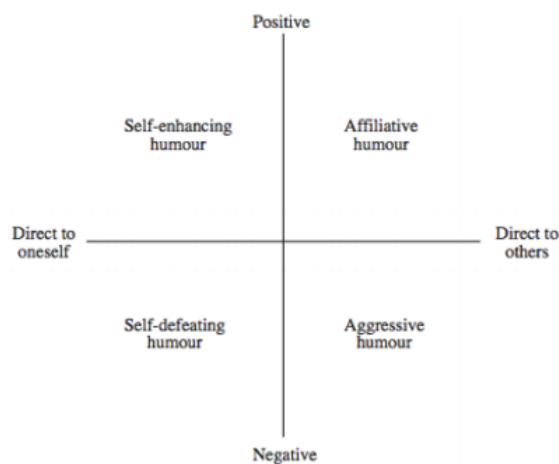 Positive
Self-enhancing
humour
Affiliative
humour
Direct to
oneself
Direct to
others
Self-defeating
humour
Aggressive
humour
Negative